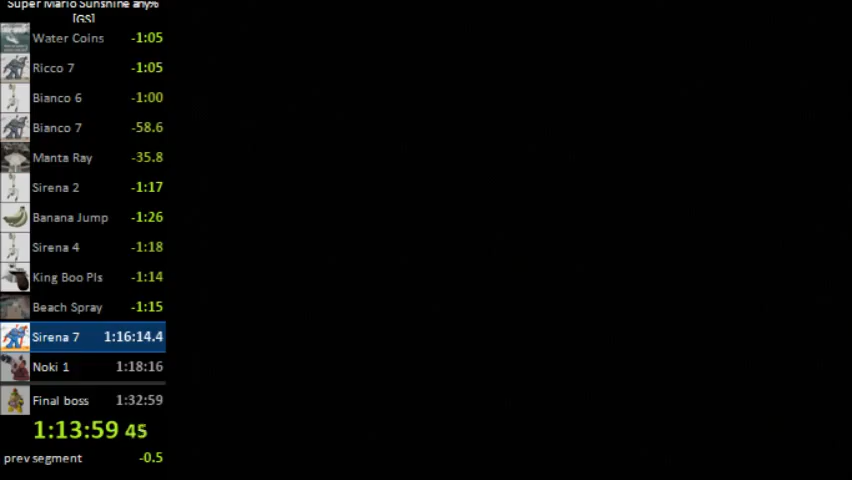 Super Mario Sunshine any%
[GS]
Water Coins -1:05
Ricco 7 -1:05
Bianco 6 -1:00
Bianco 7 -58.6
Manta Ray -35.8
Sirena 2 -1:17
Banana Jump -1:26
Sirena 4 -1:18
King Boo Pls -1:14
Beach Spray -1:15
Sirena 7 1:16:14.4
Noki 1 1:18:16
Final boss 1:32:59
1:13:59 45
prev segment -0.5